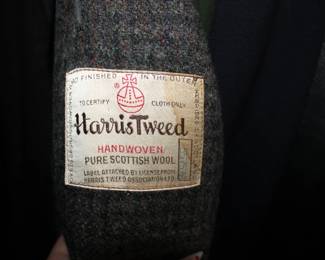 FINISHED IN THE OUTER
TO CERTIFY CLOTH ONLY
Harris Tweed
HANDWOVEN
PURE SCOTTISH WOOL
LABEL ATTACHED BY LICENSE FROM
HARRIS TWEED ASSOCIATION LTD